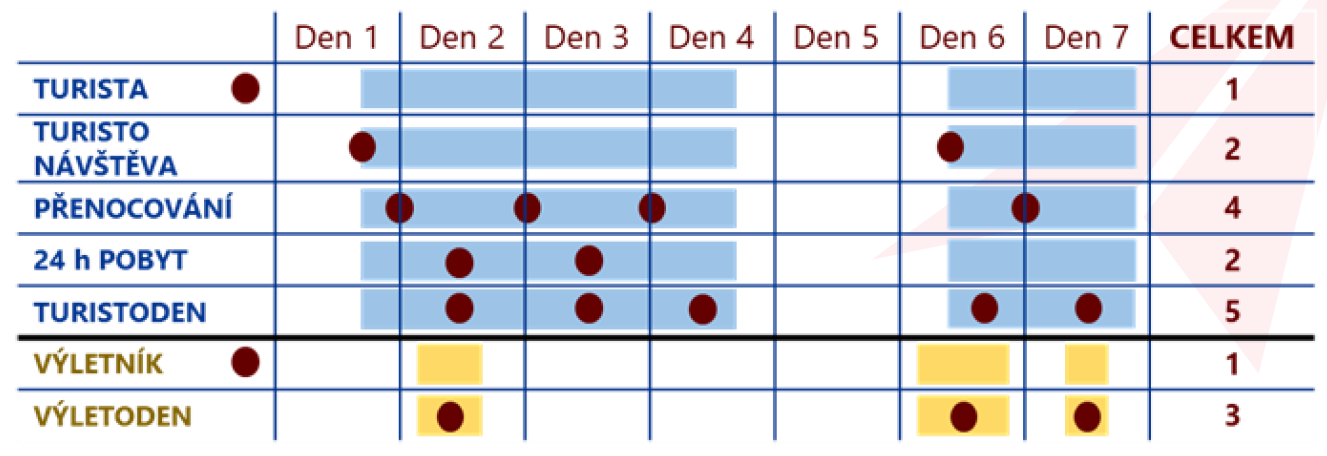 Den 1 Den 2 Den 3 Den 4 Den 5 Den 6 Den 7 CELKEM
TURISTA 1
TURISTO
NÁVŠTĚVA 2
PŘENOCOVÁNÍ 4
24 h POBYT 2
TURISTODEN 5
VÝLETNÍK 1
VÝLETODEN 3